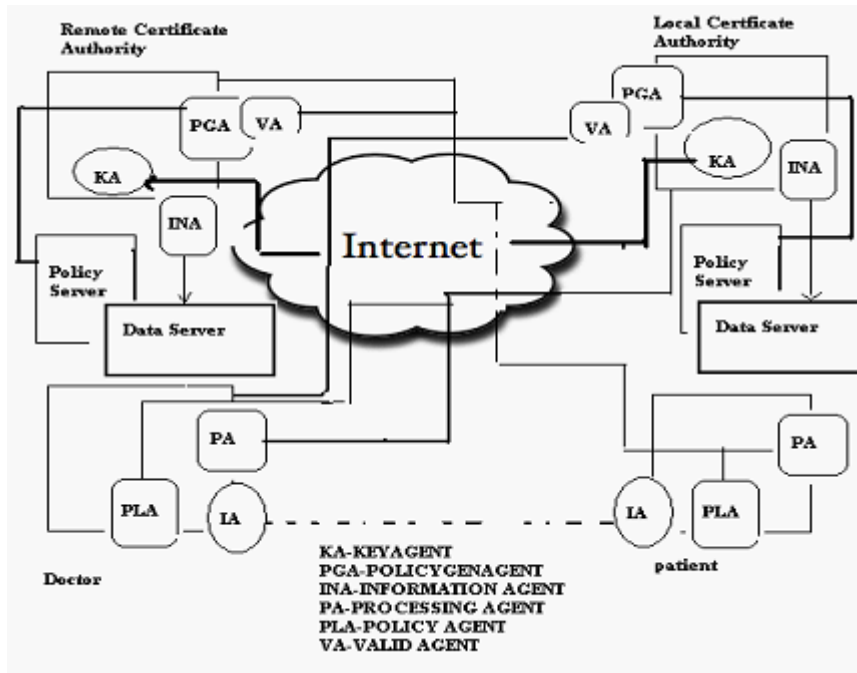 Remote Certificate
Authority
Local Certficate
Authority
PGA
VA
PGA
VA
KA
KA
INA
INA
Internet
Policy
Server
Policy
Server
Data Server
Data Server
PA
PA
PLA
IA
IA
PLA
Doctor
patient
KA-KEYAGENT
PGA-POLICYGENAGENT
INA-INFORMATION AGENT
PA-PROCESSING AGENT
PLA-POLICY AGENT
VA-VALID AGENT